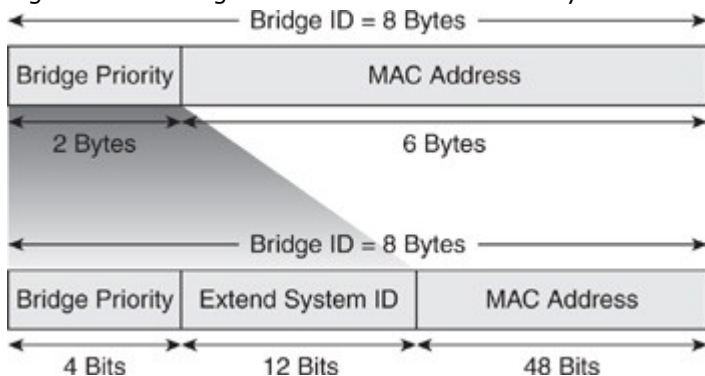 Bridge ID = 8 Bytes
Bridge Priority MAC Address
2 Bytes 6 Bytes
Bridge ID = 8 Bytes
Bridge Priority Extend System ID MAC Address
4 Bits 12 Bits 48 Bits